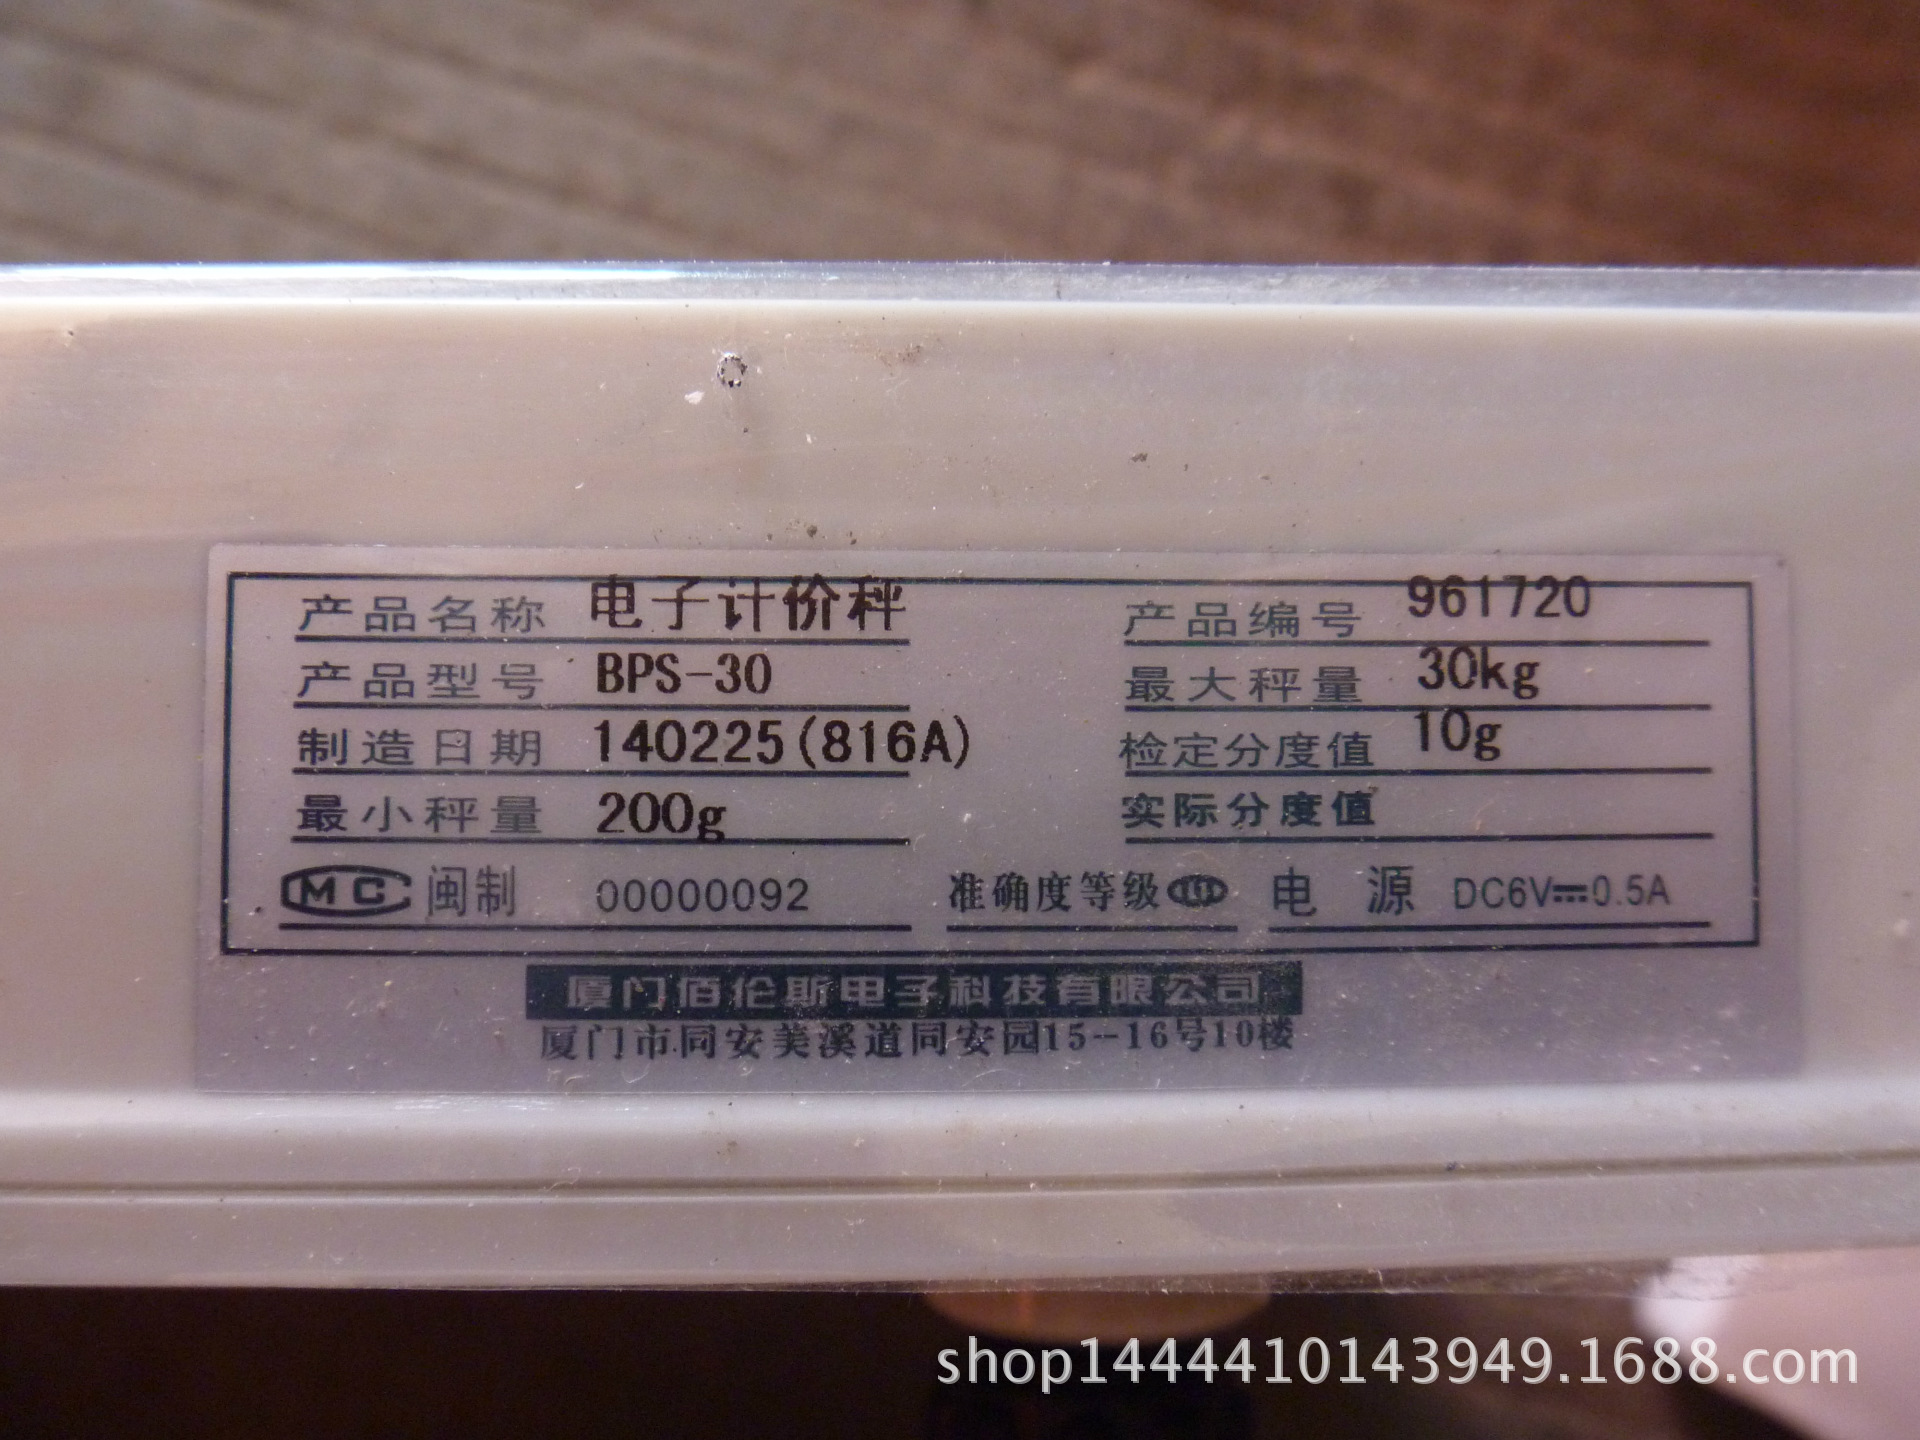 产品名称 电子计价秤 产品编号 961720
产品型号 BPS-30 最大秤量 30kg
制造日期 140225(816A) 检定分度值 10g
最小秤量 200g 实际分度值
MC 闽制 00000092 准确度等级 III 电源 DC6V⎓0.5A
厦门佰伦斯电子科技有限公司
厦门市同安美溪道同安园15--16号10楼
shop1444410143949.1688.com